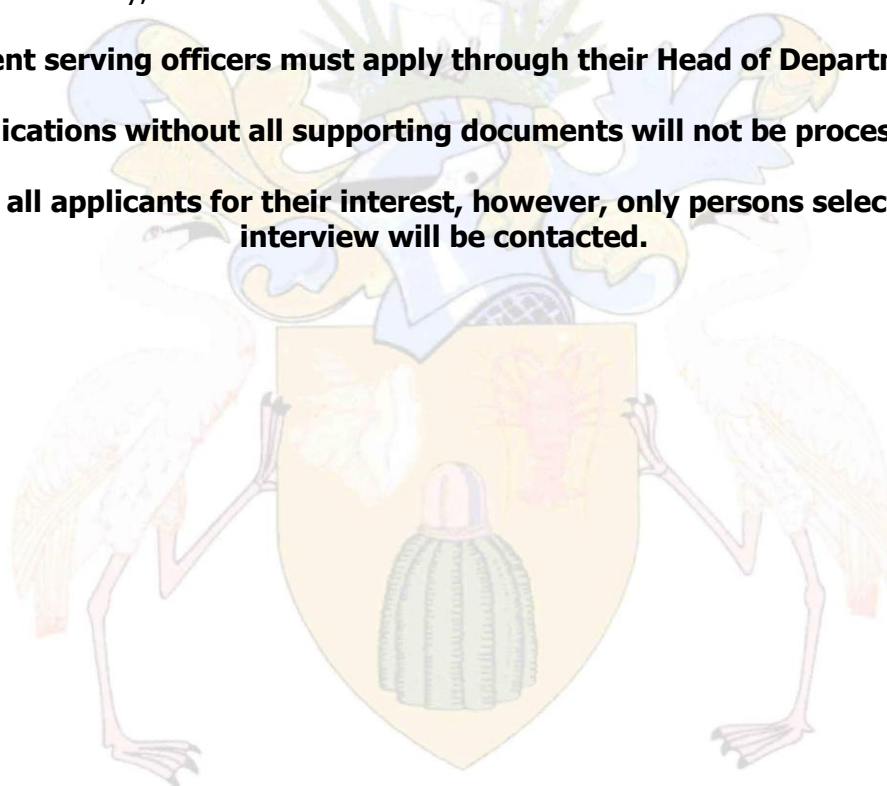 ent serving officers must apply through their Head of Departm
ications without all supporting documents will not be proces
all applicants for their interest, however, only persons selec
interview will be contacted.